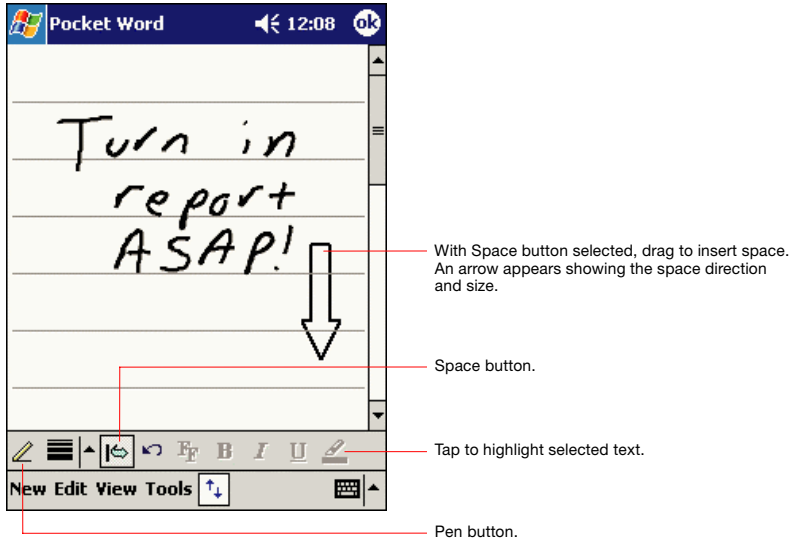 Pocket Word 12:08 ok
Turn in
report
ASAP!
With Space button selected, drag to insert space.
An arrow appears showing the space direction
and size.
Space button.
FF B I U
Tap to highlight selected text.
New Edit View Tools
Pen button.